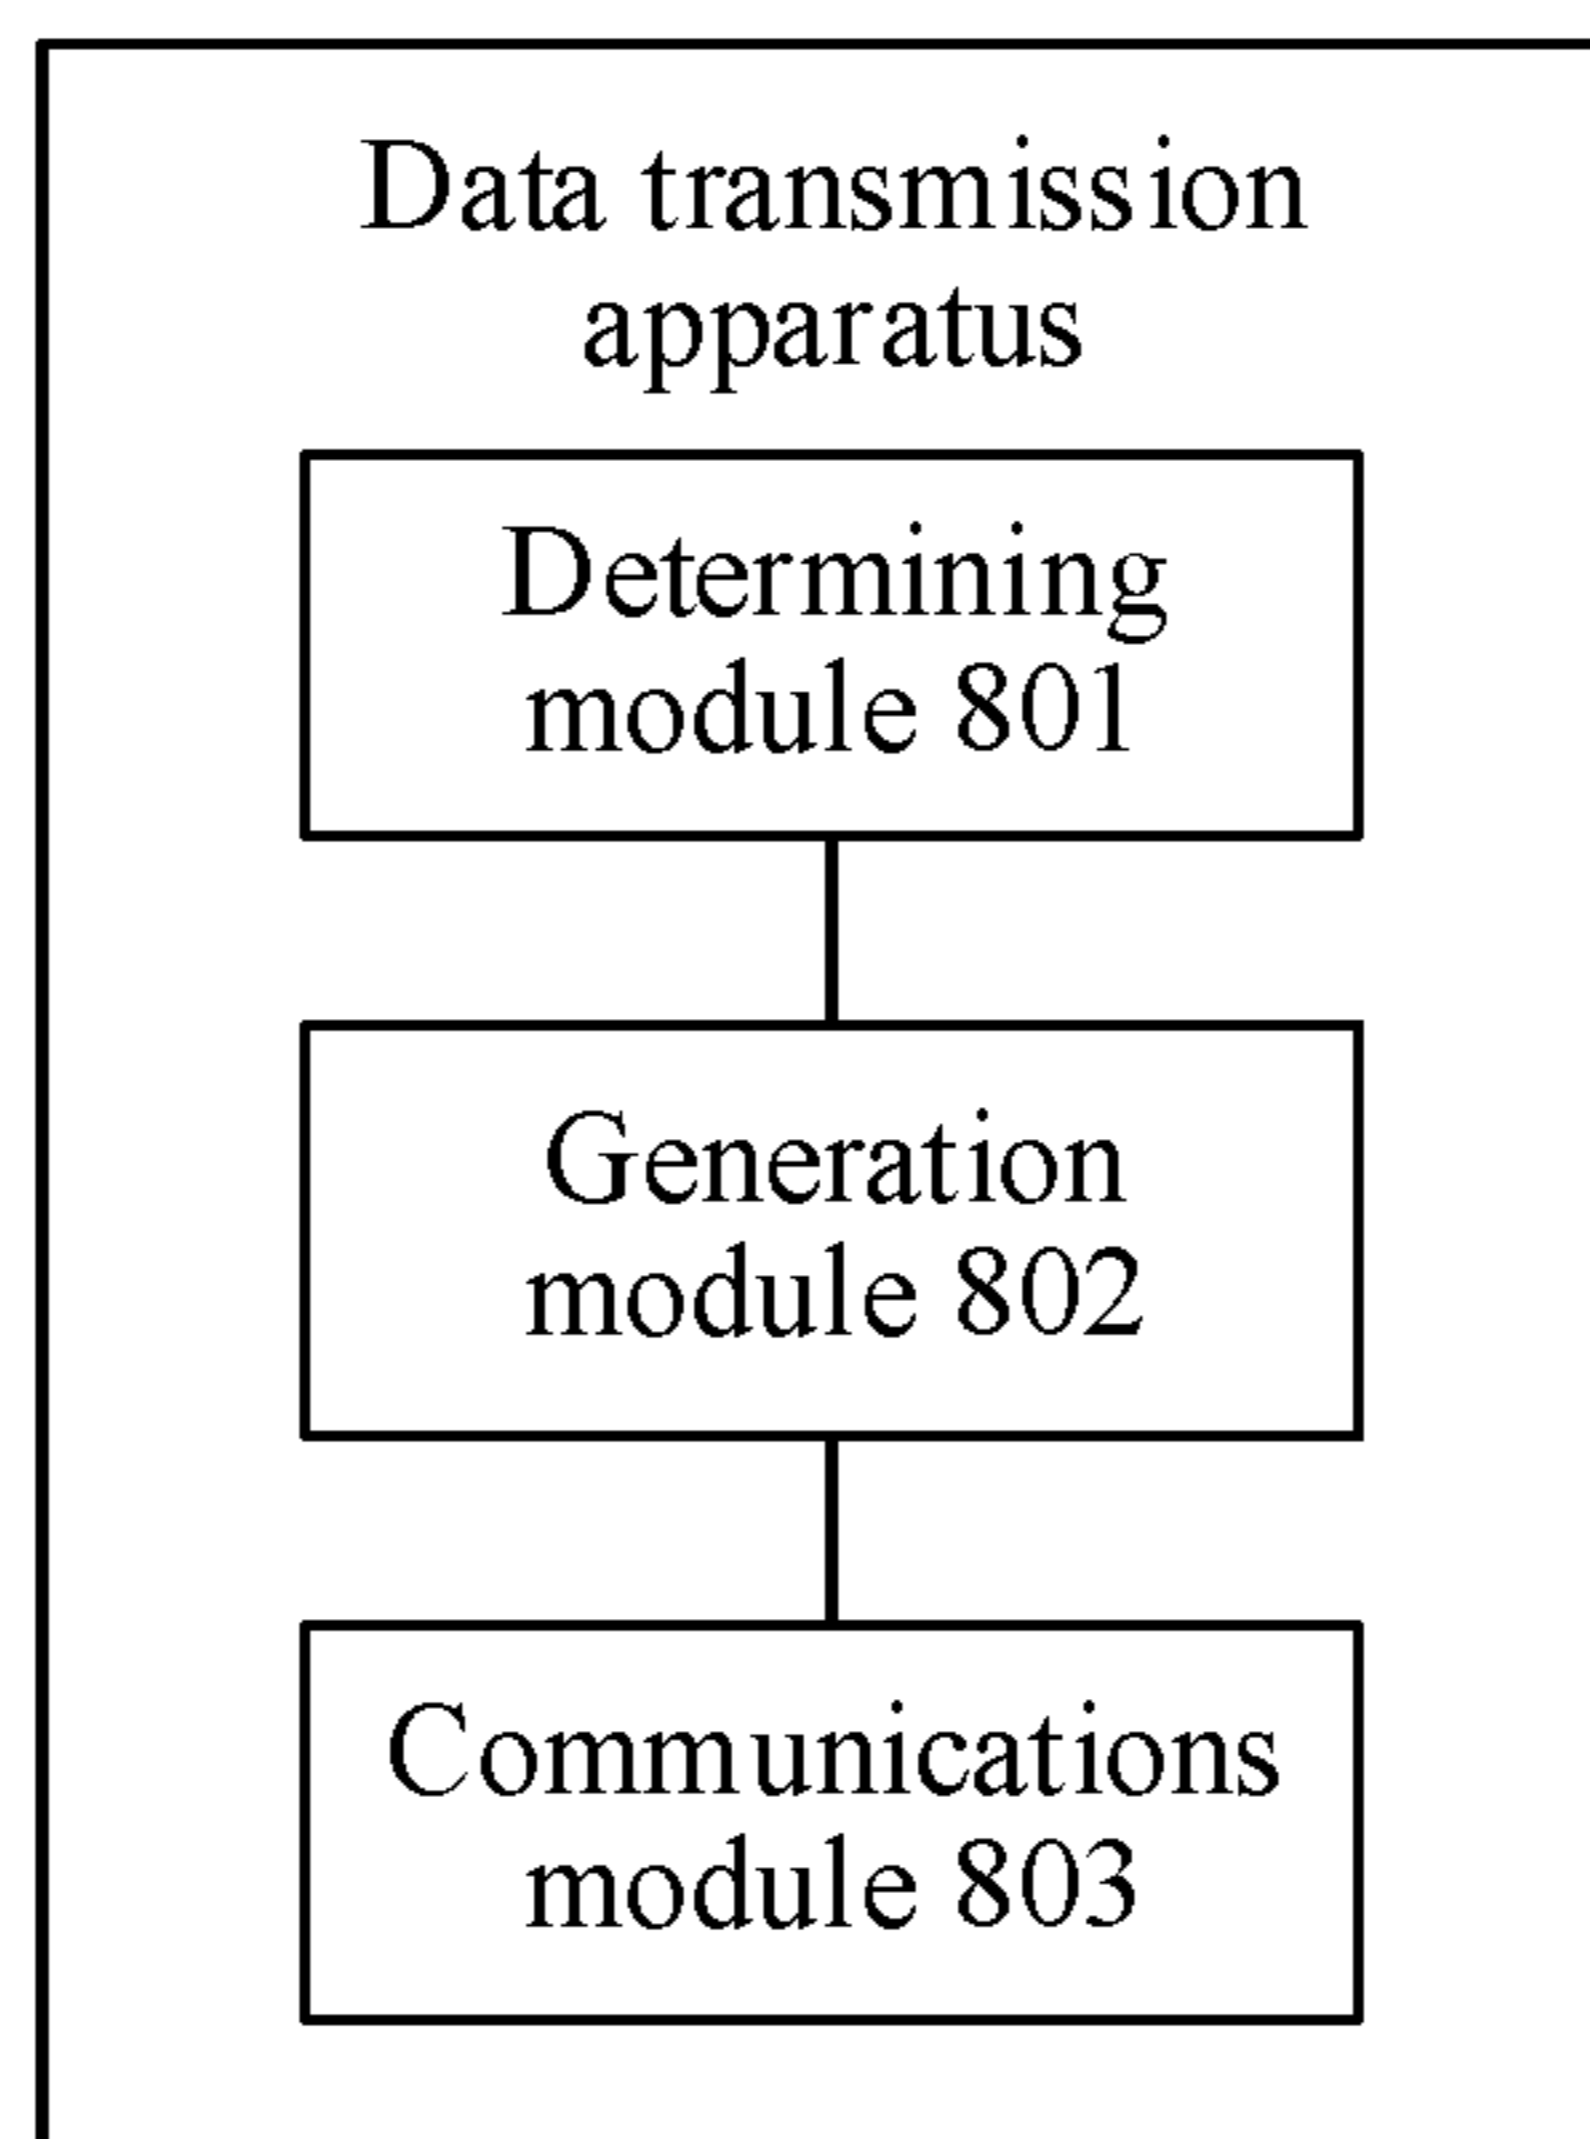 Data transmission
apparatus
Determining
module 801
Generation
module 802
Communications
module 803